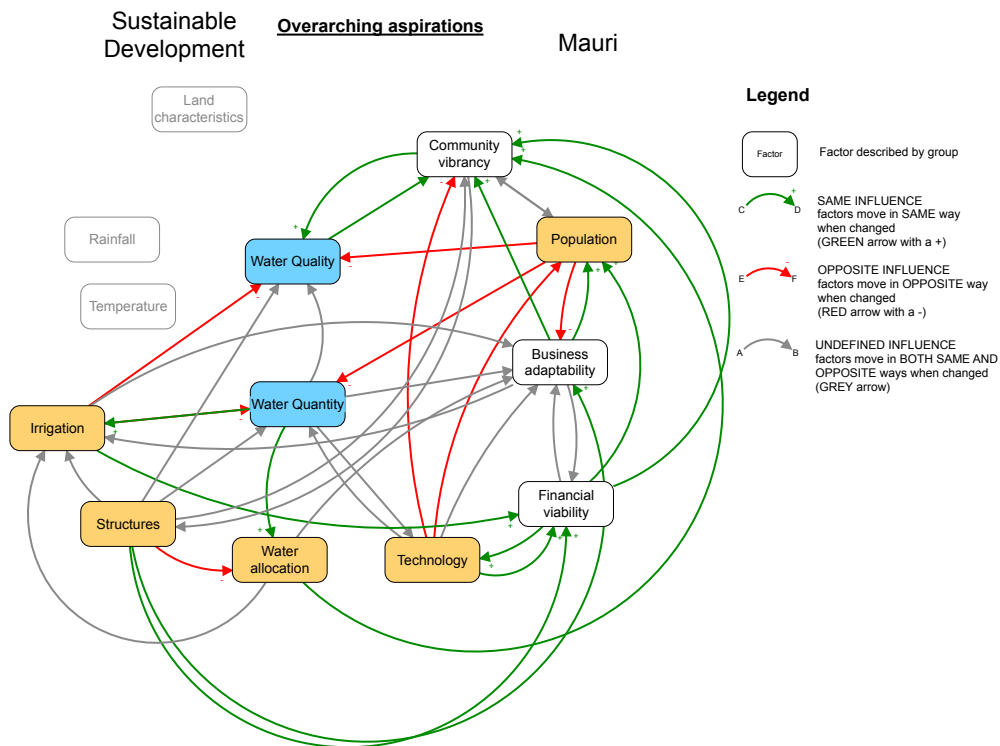 Sustainable
Development
Overarching aspirations
Mauri
Land
characteristics
Rainfall
Temperature
Community
vibrancy
Population
Water Quality
Business
adaptability
Water Quantity
Irrigation
Financial
viability
Structures
Water
allocation
Technology
Legend
Factor
Factor described by group
C
+
D
SAME INFLUENCE
factors move in SAME way
when changed
(GREEN arrow with a +)
E
-
F
OPPOSITE INFLUENCE
factors move in OPPOSITE way
when changed
(RED arrow with a -)
A
B
UNDEFINED INFLUENCE
factors move in BOTH SAME AND
OPPOSITE ways when changed
(GREY arrow)